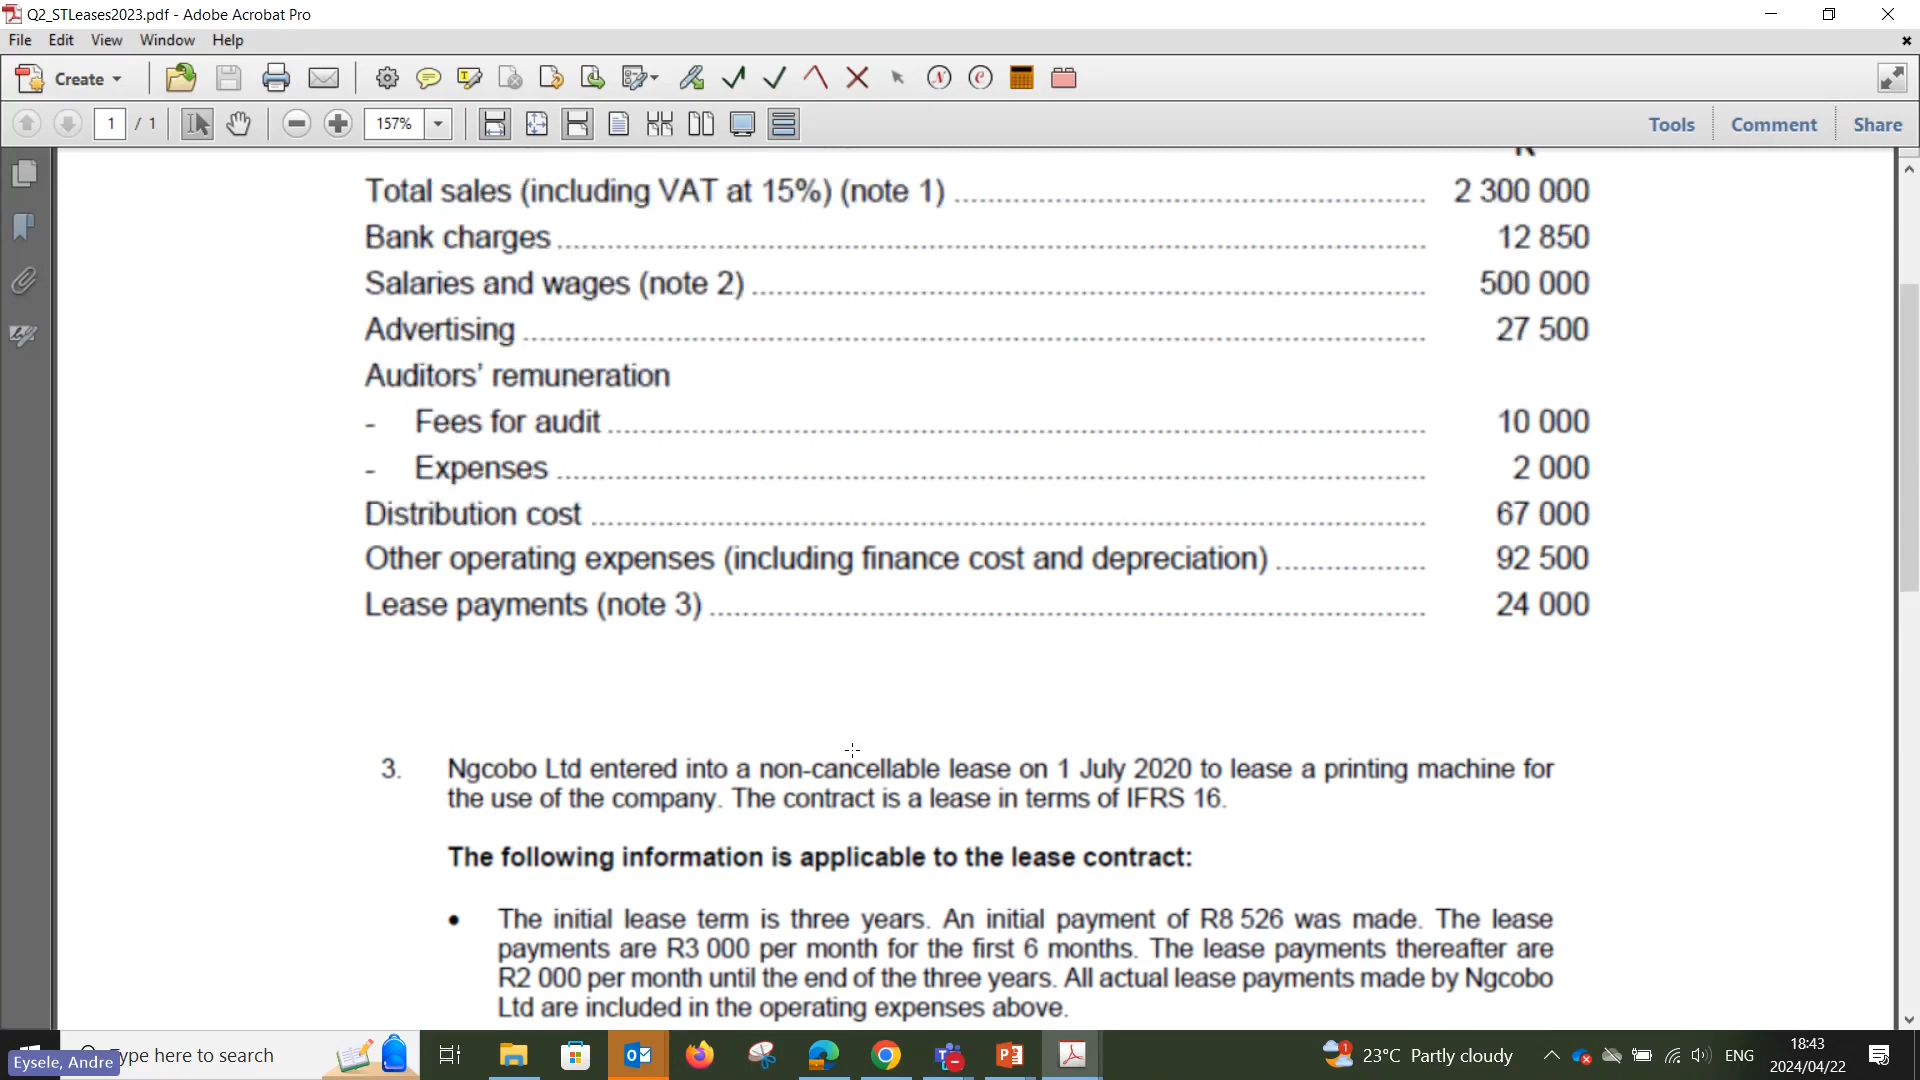 Q2_STLeases2023.pdf - Adobe Acrobat Pro
File Edit View Window Help
Create
1 / 1 157% Tools Comment Share
Total sales (including VAT at 15%) (note 1) 2 300 000
Bank charges 12 850
Salaries and wages (note 2) 500 000
Advertising 27 500
Auditors’ remuneration
- Fees for audit 10 000
- Expenses 2 000
Distribution cost 67 000
Other operating expenses (including finance cost and depreciation) 92 500
Lease payments (note 3) 24 000
3. Ngcobo Ltd entered into a non-cancellable lease on 1 July 2020 to lease a printing machine for
the use of the company. The contract is a lease in terms of IFRS 16.
The following information is applicable to the lease contract:
• The initial lease term is three years. An initial payment of R8 526 was made. The lease
payments are R3 000 per month for the first 6 months. The lease payments thereafter are
R2 000 per month until the end of the three years. All actual lease payments made by Ngcobo
Ltd are included in the operating expenses above.
Eysele, Andre
Type here to search
23°C Partly cloudy
ENG
18:43
2024/04/22